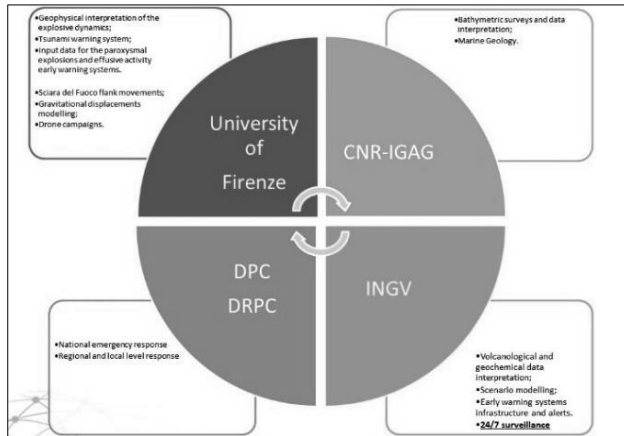 •Geophysical interpretation of the
explosive dynamics;
•Tsunami warning system;
•Input data for the paroxysmal
explosions and effusive activity
early warning systems.
•Sciara del Fuoco flank movements;
•Gravitational displacements
modelling;
•Drone campaigns.
•Bathymetric surveys and data
interpretation;
•Marine Geology.
University
of
Firenze
CNR-IGAG
DPC
DRPC
INGV
•National emergency response
•Regional and local level response
•Volcanological and
geochemical data
interpretation;
•Scenario modelling;
•Early warning systems
infrastructure and alerts.
•24/7 surveillance